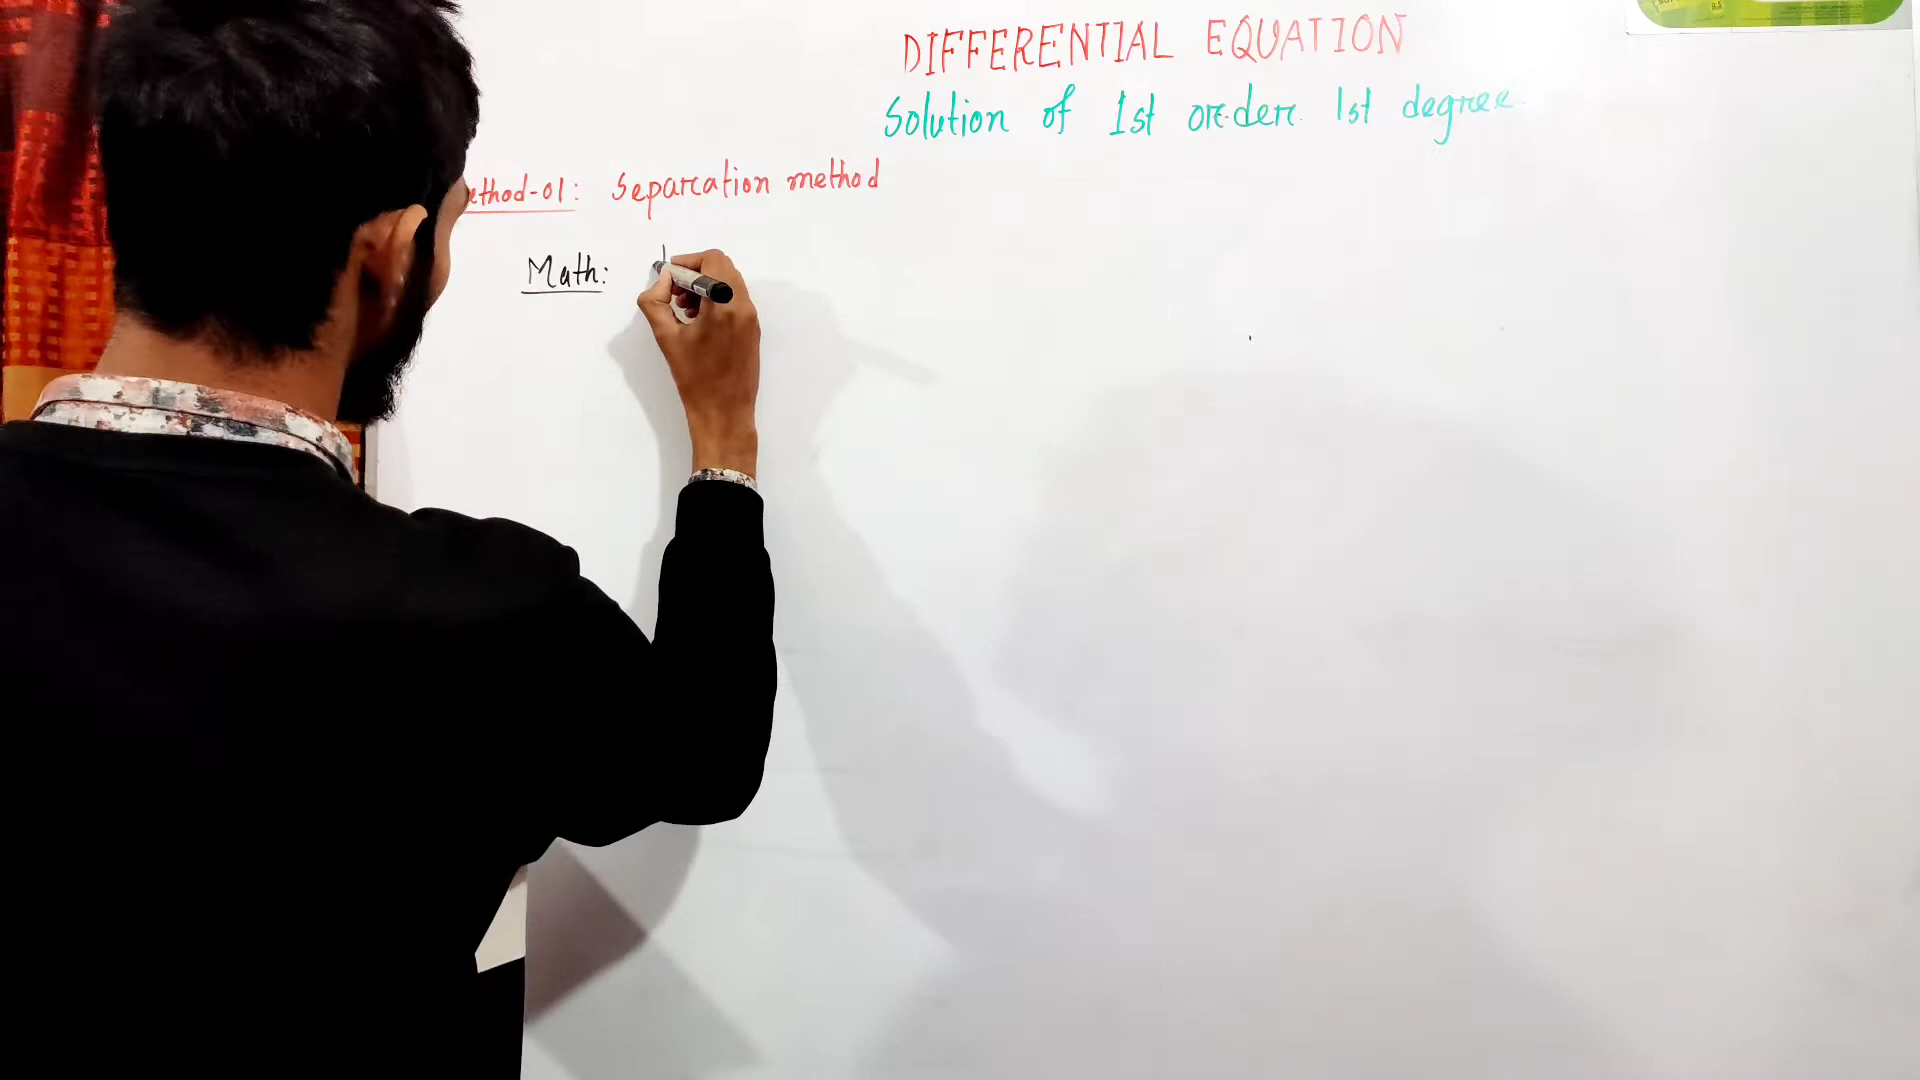 DIFFERENTIAL EQUATION
Solution of 1st order 1st degree
ethod-01: Separation method
Math: